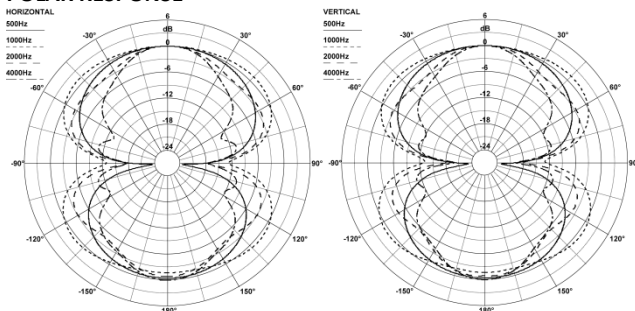 POLAR RESPONSE
HORIZONTAL
500Hz
1000Hz
2000Hz
4000Hz
6
dB
0
-6
-12
-18
-24
-30°
30°
-60°
60°
-90°
90°
-120°
120°
-150°
150°
180°
VERTICAL
500Hz
1000Hz
2000Hz
4000Hz
6
dB
0
-6
-12
-18
-24
-30°
30°
-60°
60°
-90°
90°
-120°
120°
-150°
150°
180°